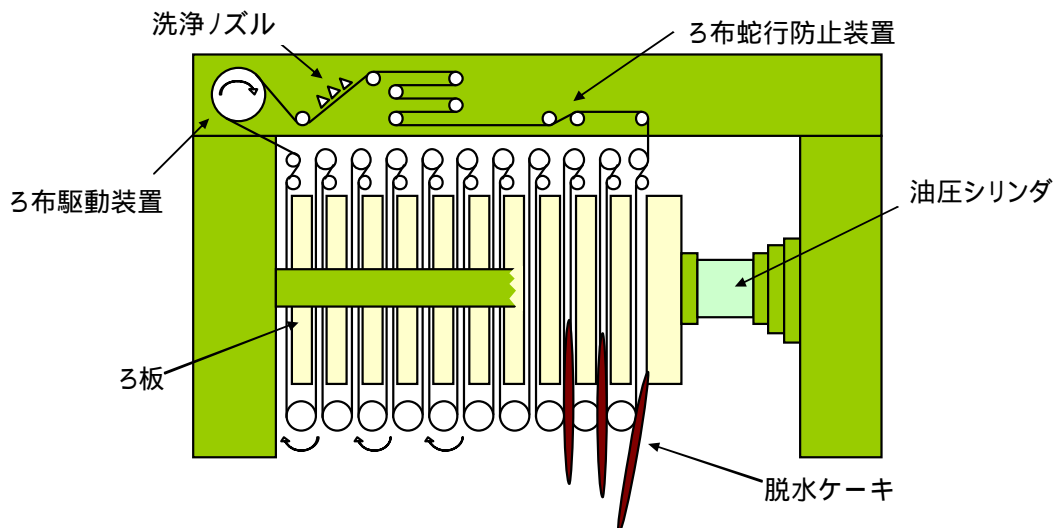 洗浄ノズル
ろ布蛇行防止装置
ろ布駆動装置
油圧シリンダ
ろ板
脱水ケーキ